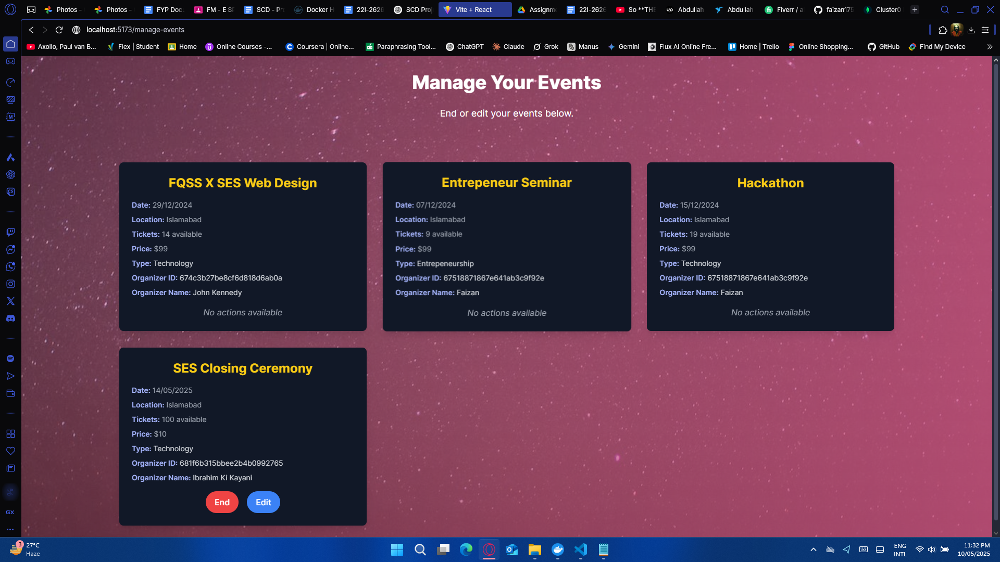 Photos -
Photos -
FYP Docu
FM - E SP
SCD - Pro
Docker H
22I-2626
SCD Proj
Vite + React
Assignme
22I-2626
So **THE
up Abdullah
Abdullah
fi Fiverr / a
faizan175
Cluster0
localhost:5173/manage-events
Axollo, Paul van B...
Flex | Student
Home
Online Courses -...
Coursera | Online...
Paraphrasing Tool...
ChatGPT
Claude
Grok
Manus
Gemini
Flux AI Online Fre...
Home | Trello
Online Shopping...
GitHub
Find My Device
Manage Your Events
End or edit your events below.
FQSS X SES Web Design
Date: 29/12/2024
Location: Islamabad
Tickets: 14 available
Price: $99
Type: Technology
Organizer ID: 674c3b27be8cf6d818d6ab0a
Organizer Name: John Kennedy
No actions available
Entrepeneur Seminar
Date: 07/12/2024
Location: Islamabad
Tickets: 9 available
Price: $99
Type: Entrepeneurship
Organizer ID: 67518871867e641ab3c9f92e
Organizer Name: Faizan
No actions available
Hackathon
Date: 15/12/2024
Location: Islamabad
Tickets: 19 available
Price: $99
Type: Technology
Organizer ID: 67518871867e641ab3c9f92e
Organizer Name: Faizan
No actions available
SES Closing Ceremony
Date: 14/05/2025
Location: Islamabad
Tickets: 100 available
Price: $10
Type: Technology
Organizer ID: 681f6b315bbee2b4b0992765
Organizer Name: Ibrahim Ki Kayani
End
Edit
M
CS
GX
3
27°C
Haze
ENG
INTL
11:32 PM
10/05/2025